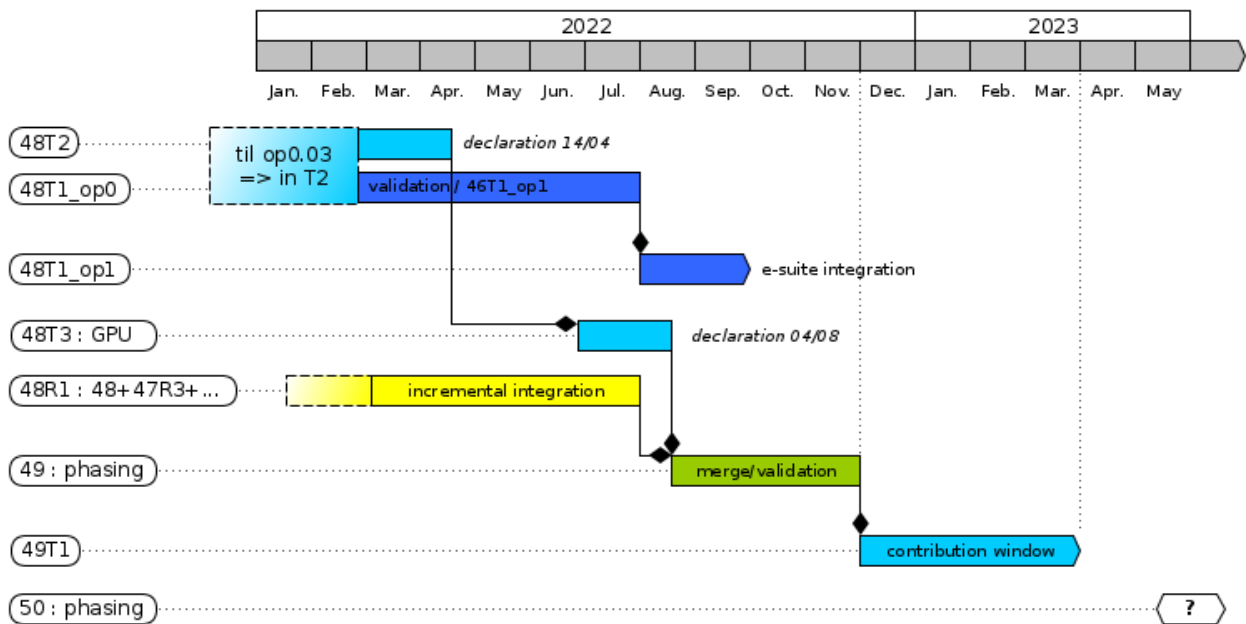 2022
2023
Jan.
Feb.
Mar.
Apr.
May
Jun.
Jul.
Aug.
Sep.
Oct.
Nov.
Dec.
Jan.
Feb.
Mar.
Apr.
May
48T2
til op0.03
=> in T2
declaration 14/04
48T1_op0
validation / 46T1_op1
48T1_op1
e-suite integration
48T3 : GPU
declaration 04/08
48R1 : 48+47R3+...
incremental integration
49 : phasing
merge/validation
49T1
contribution window
50 : phasing
?